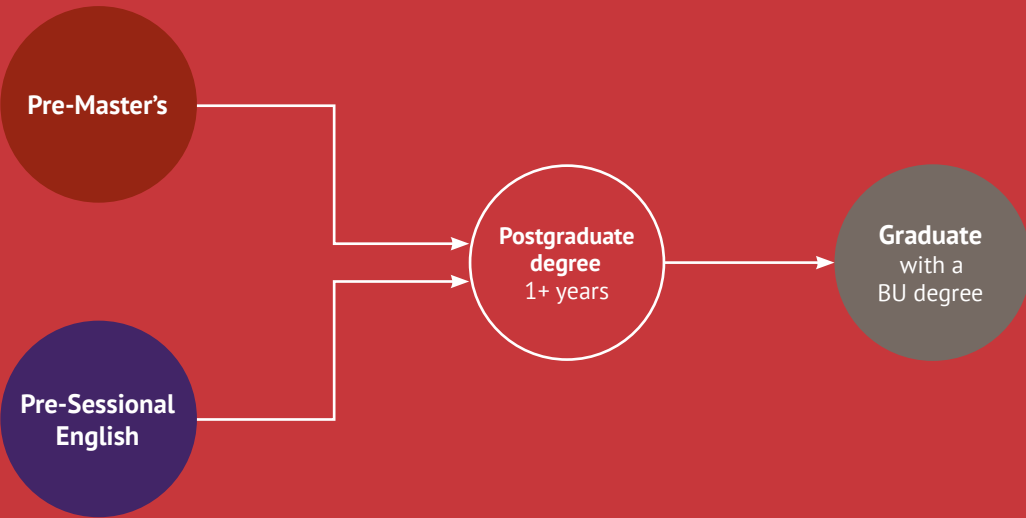 Pre-Master’s
Pre-Sessional
English
Postgraduate
degree
1+ years
Graduate
with a
BU degree